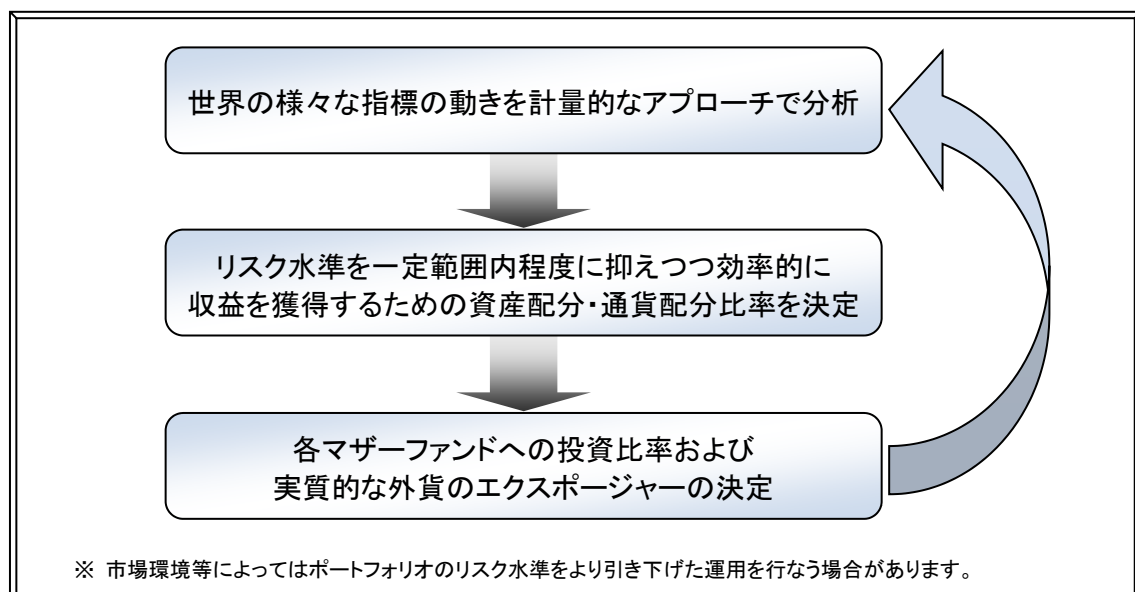 世界の様々な指標の動きを計量的なアプローチで分析
リスク水準を一定範囲内程度に抑えつつ効率的に
収益を獲得するための資産配分・通貨配分比率を決定
各マザーファンドへの投資比率および
実質的な外貨のエクスポージャーの決定
※ 市場環境等によってはポートフォリオのリスク水準をより引き下げた運用を行なう場合があります。